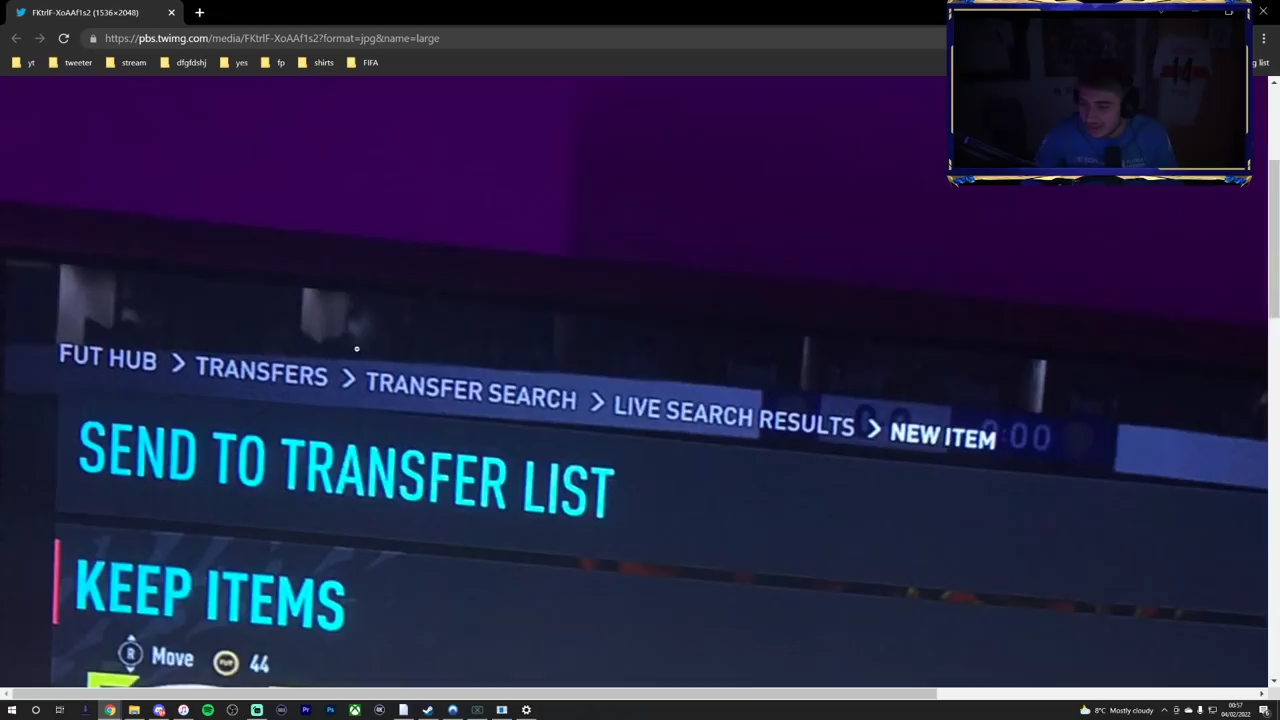 FKtrlF-XoAAf1s2 (1536×2048)
https://pbs.twimg.com/media/FKtrlF-XoAAf1s2?format=jpg&name=large
yt tweeter stream dfgfdshj yes fp shirts FIFA
14
FUT HUB > TRANSFERS > TRANSFER SEARCH > LIVE SEARCH RESULTS > NEW ITEM
SEND TO TRANSFER LIST
KEEP ITEMS
R Move 44
8°C Mostly cloudy 00:57
04/02/2022